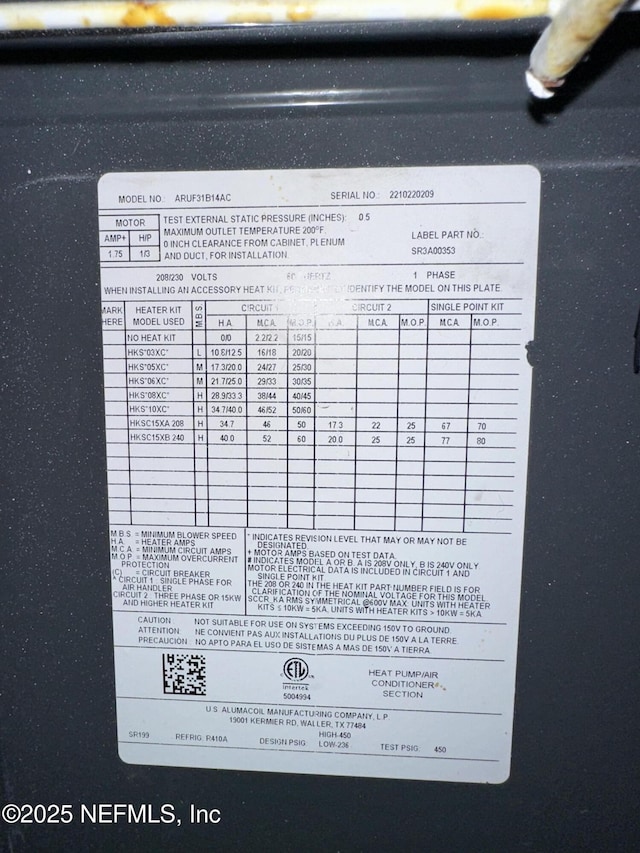 MODEL NO.: ARUF31B14AC SERIAL NO.: 2210220209
MOTOR
AMP+ H/P
1.75 1/3
TEST EXTERNAL STATIC PRESSURE (INCHES): 0.5
MAXIMUM OUTLET TEMPERATURE 200°F.
0 INCH CLEARANCE FROM CABINET, PLENUM
AND DUCT, FOR INSTALLATION.
LABEL PART NO.:
SR3A00353
208/230 VOLTS 60 HERTZ 1 PHASE
WHEN INSTALLING AN ACCESSORY HEAT KIT, IDENTIFY THE MODEL ON THIS PLATE
MARK HEATER KIT M.B.S. CIRCUIT 1 CIRCUIT 2 SINGLE POINT KIT
HERE MODEL USED H.A. M.C.A. M.O.P. H.A. M.C.A. M.O.P. M.C.A. M.O.P.
NO HEAT KIT 0/0 2.2/2.2 15/15
HKS*03XC* L 10.8/12.5 16/18 20/20
HKS*05XC* M 17.3/20.0 24/27 25/30
HKS*06XC* M 21.7/25.0 29/33 30/35
HKS*08XC* H 28.9/33.3 38/44 40/45
HKS*10XC* H 34.7/40.0 46/52 50/60
HKSC15XA 208 H 34.7 46 50 17.3 22 25 67 70
HKSC15XB 240 H 40.0 52 60 20.0 25 25 77 80
M.B.S. = MINIMUM BLOWER SPEED
H.A. = HEATER AMPS
M.C.A. = MINIMUM CIRCUIT AMPS
M.O.P. = MAXIMUM OVERCURRENT
PROTECTION
(C) = CIRCUIT BREAKER
^ CIRCUIT 1 : SINGLE PHASE FOR
AIR HANDLER
CIRCUIT 2 : THREE PHASE OR 15KW
AND HIGHER HEATER KIT
* INDICATES REVISION LEVEL THAT MAY OR MAY NOT BE
DESIGNATED.
+ MOTOR AMPS BASED ON TEST DATA.
# INDICATES MODEL A OR B. A IS 208V ONLY, B IS 240V ONLY
MOTOR ELECTRICAL DATA IS INCLUDED IN CIRCUIT 1 AND
SINGLE POINT KIT.
THE 208 OR 240 IN THE HEAT KIT PART NUMBER FIELD IS FOR
CLARIFICATION OF THE NOMINAL VOLTAGE FOR THIS MODEL.
SCCR, KA RMS SYMMETRICAL @600V MAX. UNITS WITH HEATER
KITS ≤ 10KW = 5KA, UNITS WITH HEATER KITS > 10KW = 5KA.
CAUTION NOT SUITABLE FOR USE ON SYSTEMS EXCEEDING 150V TO GROUND.
ATTENTION NE CONVIENT PAS AUX INSTALLATIONS DU PLUS DE 150V A LA TERRE.
PRECAUCIÓN NO APTO PARA EL USO DE SISTEMAS A MAS DE 150V A TIERRA.
ETL
Intertek
5004994
HEAT PUMP/AIR
CONDITIONER
SECTION
U.S. ALUMACOIL MANUFACTURING COMPANY, L.P.
19001 KERMIER RD, WALLER, TX 77484
SR199 REFRIG. R410A DESIGN PSIG HIGH-450 LOW-236 TEST PSIG 450
©2025 NEFMLS, Inc